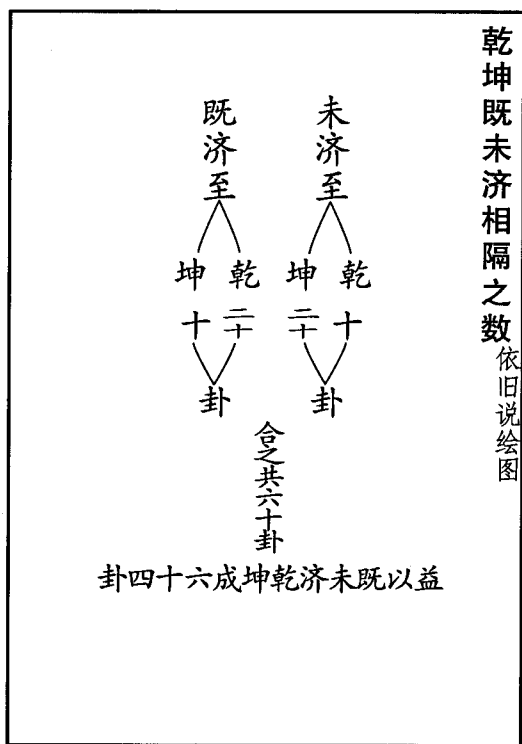 乾坤既未济相隔之数
依旧说绘图
未济至
乾 坤
十 二十
卦
既济至
乾 坤
二十 十
卦
合之共六十卦
益以既未济乾坤成六十四卦